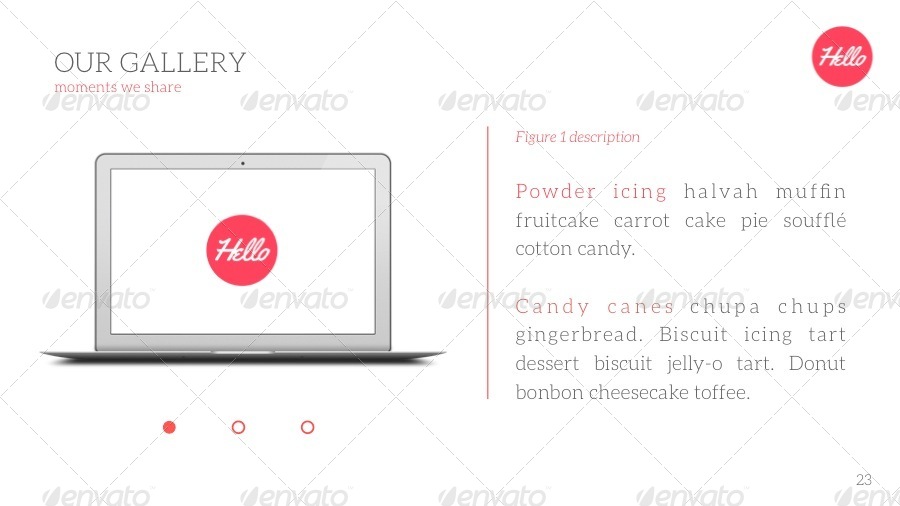 OUR GALLERY
moments we share
Hello
Hello
Figure 1 description
Powder icing halvah muffin
fruitcake carrot cake pie soufflé
cotton candy.
Candy canes chupa chups
gingerbread. Biscuit icing tart
dessert biscuit jelly-o tart. Donut
bonbon cheesecake toffee.
23
envato envato envato envato envato
envato envato envato envato envato
envato envato envato envato envato